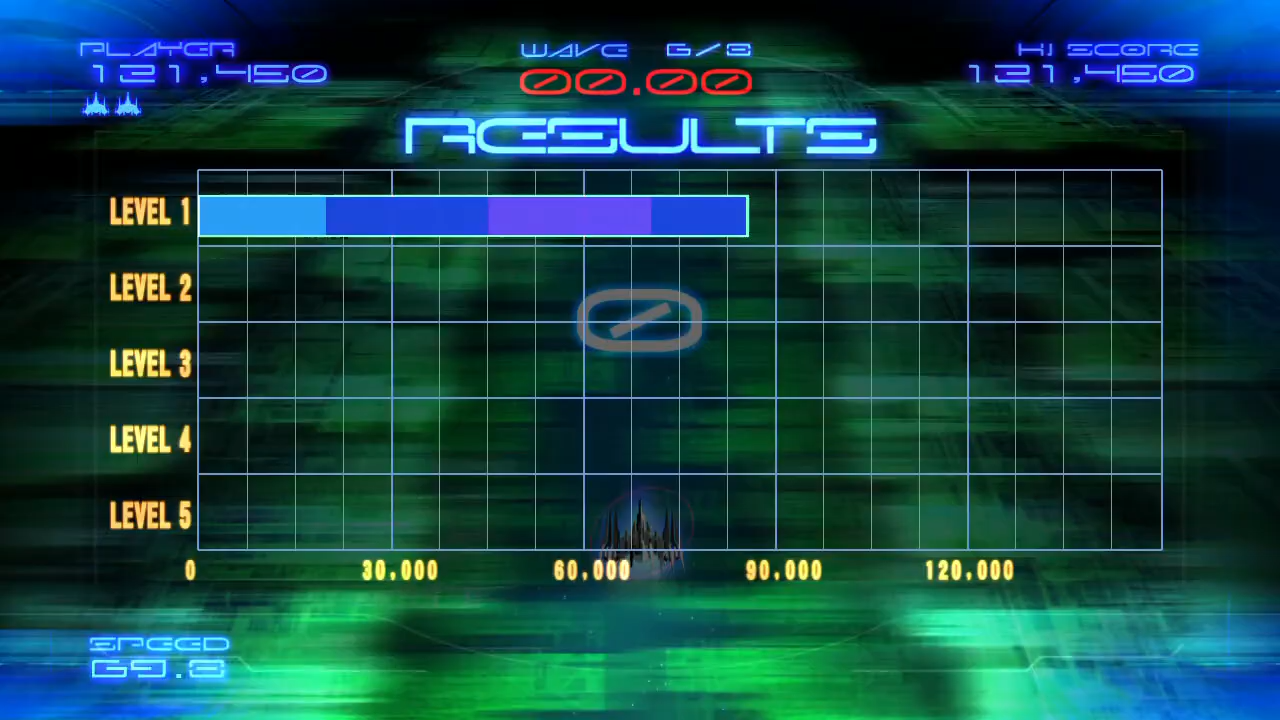 PLAYER
121,450
WAVE 6/8
00.00
HI SCORE
121,450
RESULTS
LEVEL 1
LEVEL 2
0
LEVEL 3
LEVEL 4
LEVEL 5
0 30,000 60,000 90,000 120,000
SPEED
69.8